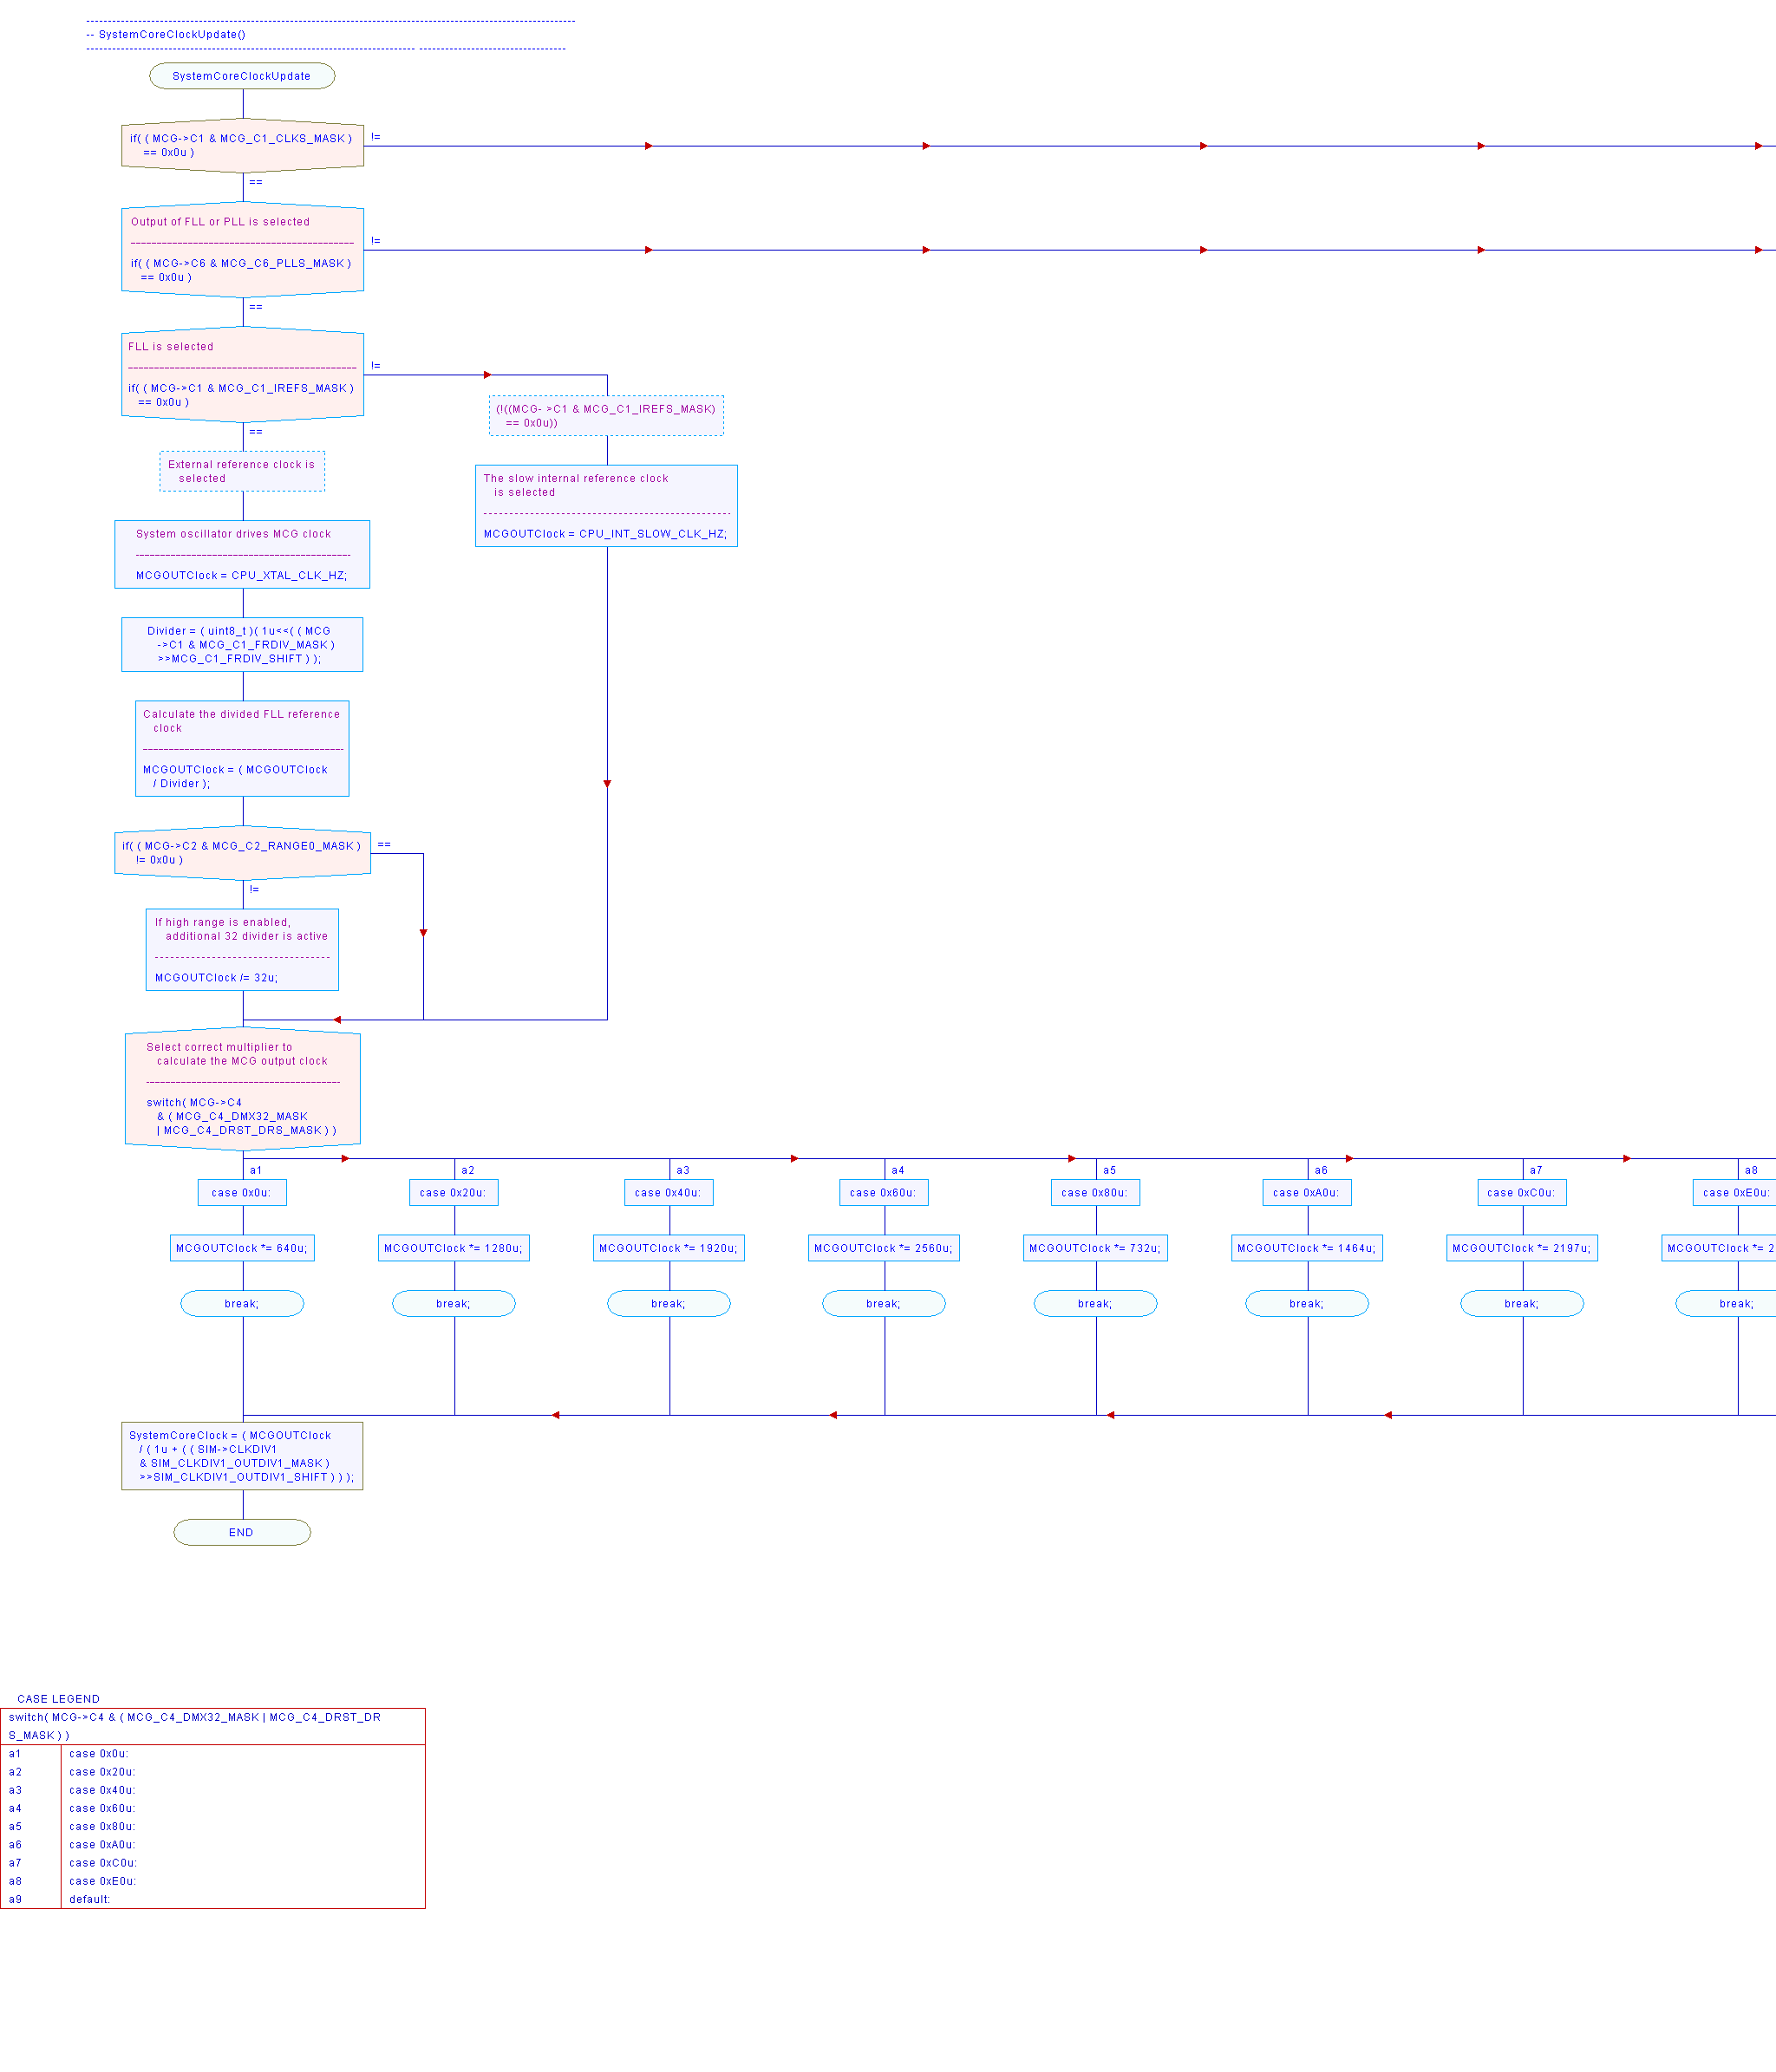 -- SystemCoreClockUpdate()
SystemCoreClockUpdate
if( ( MCG->C1 & MCG_C1_CLKS_MASK )
== 0x0u )
!=
==
Output of FLL or PLL is selected
if( ( MCG->C6 & MCG_C6_PLLS_MASK )
== 0x0u )
!=
==
FLL is selected
if( ( MCG->C1 & MCG_C1_IREFS_MASK )
== 0x0u )
!=
==
(!((MCG- >C1 & MCG_C1_IREFS_MASK)
== 0x0u))
External reference clock is
selected
The slow internal reference clock
is selected
MCGOUTClock = CPU_INT_SLOW_CLK_HZ;
System oscillator drives MCG clock
MCGOUTClock = CPU_XTAL_CLK_HZ;
Divider = ( uint8_t )( 1u<<( ( MCG
->C1 & MCG_C1_FRDIV_MASK )
>>MCG_C1_FRDIV_SHIFT ) );
Calculate the divided FLL reference
clock
MCGOUTClock = ( MCGOUTClock
/ Divider );
if( ( MCG->C2 & MCG_C2_RANGE0_MASK )
!= 0x0u )
==
!=
If high range is enabled,
additional 32 divider is active
MCGOUTClock /= 32u;
Select correct multiplier to
calculate the MCG output clock
switch( MCG->C4
& ( MCG_C4_DMX32_MASK
| MCG_C4_DRST_DRS_MASK ) )
a1 a2 a3 a4 a5 a6 a7 a8
case 0x0u: case 0x20u: case 0x40u: case 0x60u: case 0x80u: case 0xA0u: case 0xC0u: case 0xE0u:
MCGOUTClock *= 640u; MCGOUTClock *= 1280u; MCGOUTClock *= 1920u; MCGOUTClock *= 2560u; MCGOUTClock *= 732u; MCGOUTClock *= 1464u; MCGOUTClock *= 2197u; MCGOUTClock *=
break; break; break; break; break; break; break; break;
SystemCoreClock = ( MCGOUTClock
/ ( 1u + ( ( SIM->CLKDIV1
& SIM_CLKDIV1_OUTDIV1_MASK )
>>SIM_CLKDIV1_OUTDIV1_SHIFT ) ) );
END
CASE LEGEND
switch( MCG->C4 & ( MCG_C4_DMX32_MASK | MCG_C4_DRST_DR
S_MASK ) )
a1 case 0x0u:
a2 case 0x20u:
a3 case 0x40u:
a4 case 0x60u:
a5 case 0x80u:
a6 case 0xA0u:
a7 case 0xC0u:
a8 case 0xE0u:
a9 default: